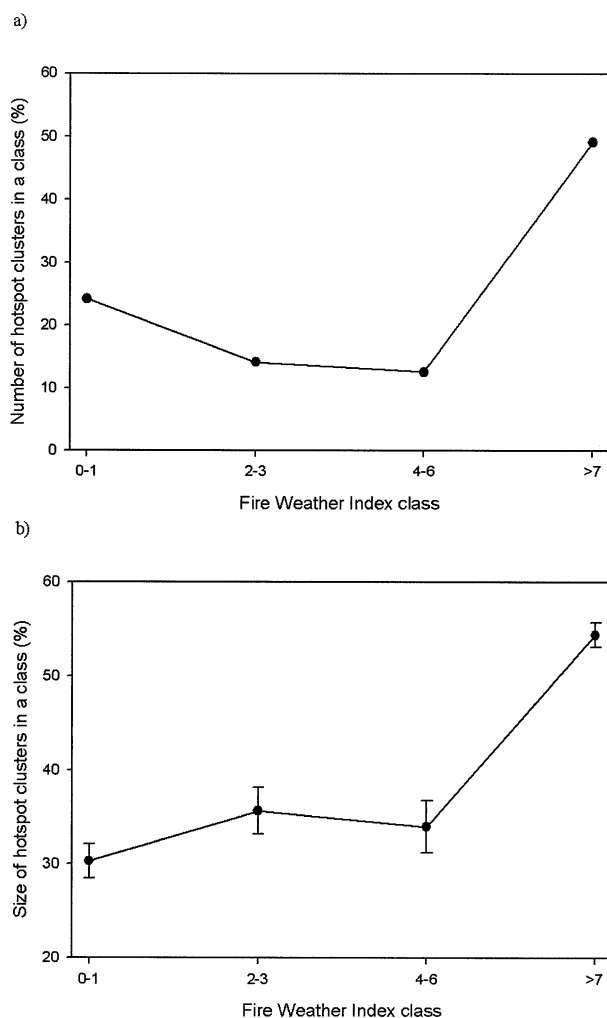 a)
Number of hotspot clusters in a class (%)
60
50
40
30
20
10
0
0-1 2-3 4-6 >7
Fire Weather Index class
b)
Size of hotspot clusters in a class (%)
60
50
40
30
20
0-1 2-3 4-6 >7
Fire Weather Index class